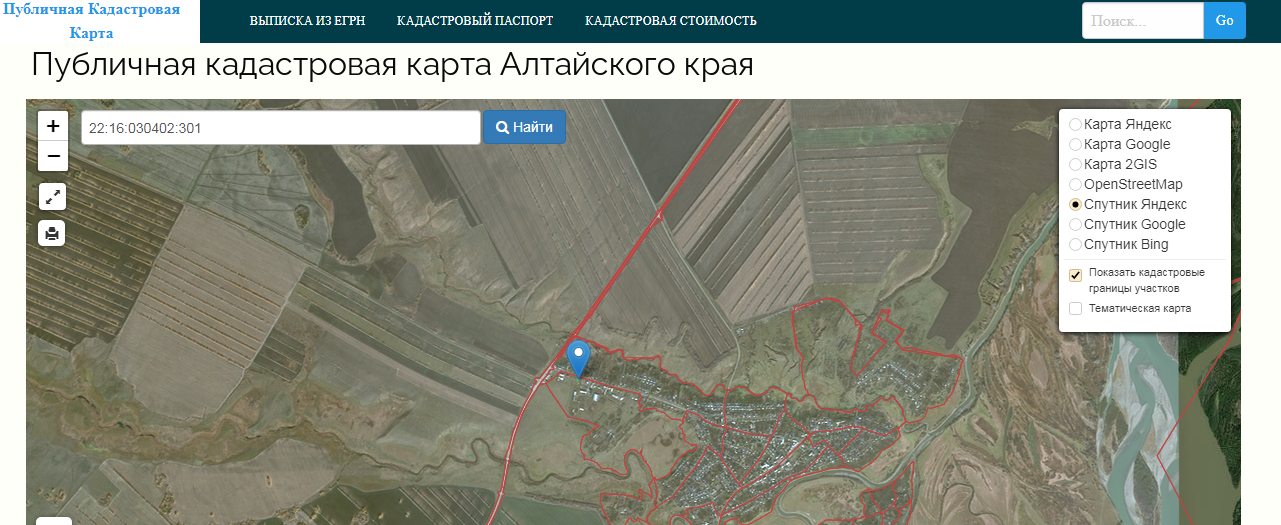 Публичная Кадастровая
Карта
ВЫПИСКА ИЗ ЕГРН
КАДАСТРОВЫЙ ПАСПОРТ
КАДАСТРОВАЯ СТОИМОСТЬ
Поиск...
Go
Публичная кадастровая карта Алтайского края
+
−
22:16:030402:301
Найти
Карта Яндекс
Карта Google
Карта 2GIS
OpenStreetMap
Спутник Яндекс
Спутник Google
Спутник Bing
Показать кадастровые
границы участков
Тематическая карта